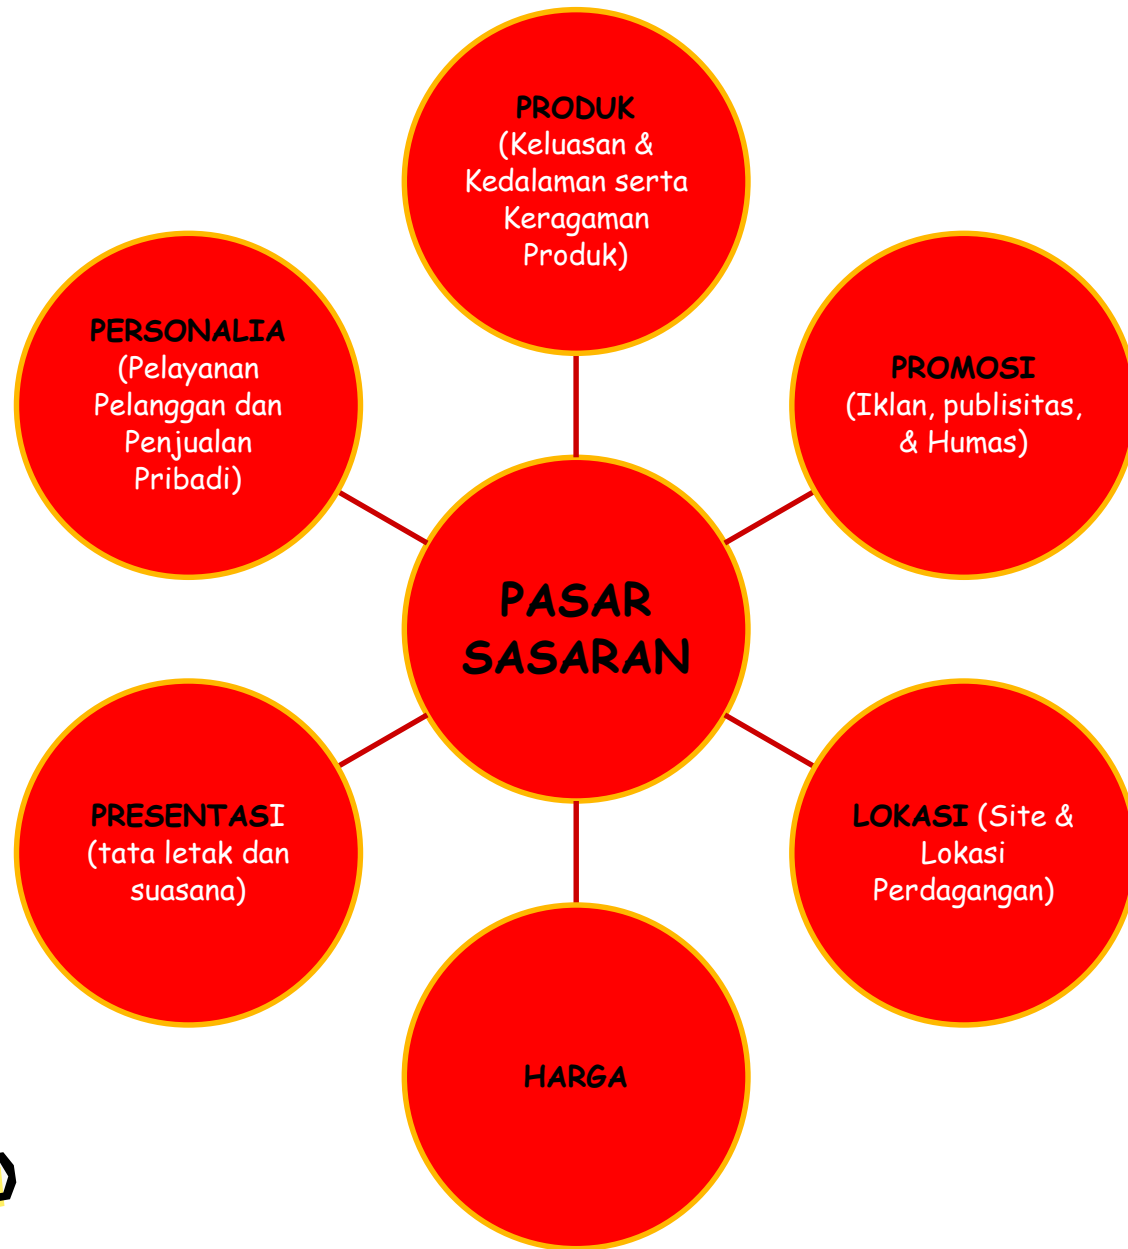 PRODUK
(Keluasan &
Kedalaman serta
Keragaman
Produk)
PERSONALIA
(Pelayanan
Pelanggan dan
Penjualan
Pribadi)
PROMOSI
(Iklan, publisitas,
& Humas)
PASAR
SASARAN
PRESENTASI
(tata letak dan
suasana)
LOKASI (Site &
Lokasi
Perdagangan)
HARGA